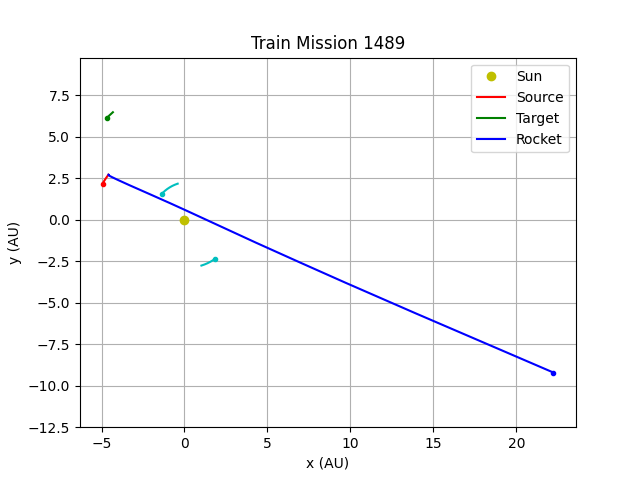 Train Mission 1489
Sun
Source
Target
Rocket
y (AU)
7.5
5.0
2.5
0.0
−2.5
−5.0
−7.5
−10.0
−12.5
−5 0 5 10 15 20
x (AU)